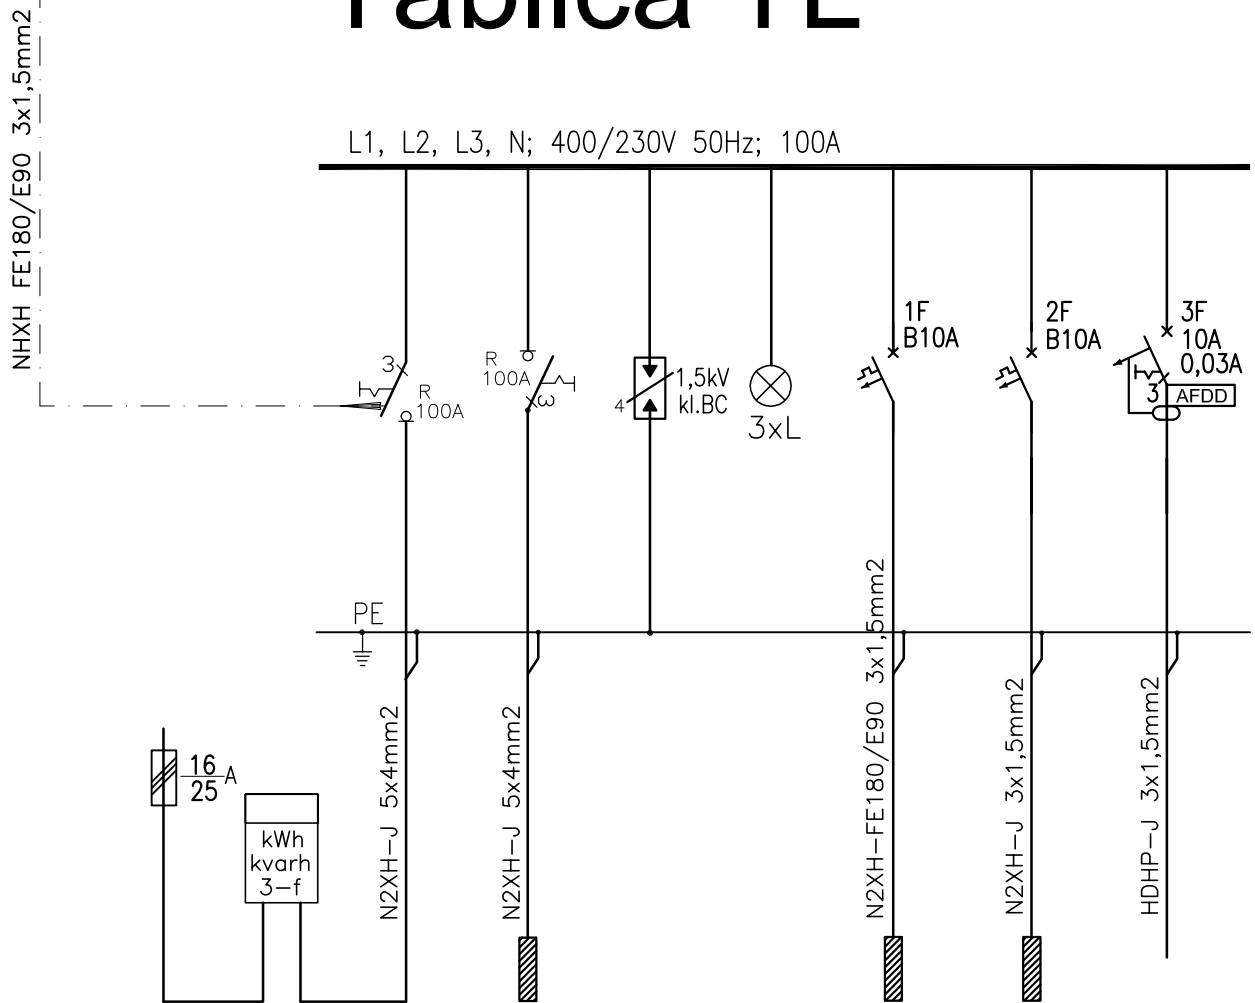 Tablica TE
NHXH FE180/E90 3x1,5mm2
L1, L2, L3, N; 400/230V 50Hz; 100A
3
R
100A
R
100A
3
4
1,5kV
kl.BC
3xL
1F
B10A
2F
B10A
3F
10A
0,03A
3
AFDD
PE
16
25
A
kWh
kvarh
3-f
N2XH-J 5x4mm2
N2XH-J 5x4mm2
N2XH-FE180/E90 3x1,5mm2
N2XH-J 3x1,5mm2
HDHP-J 3x1,5mm2